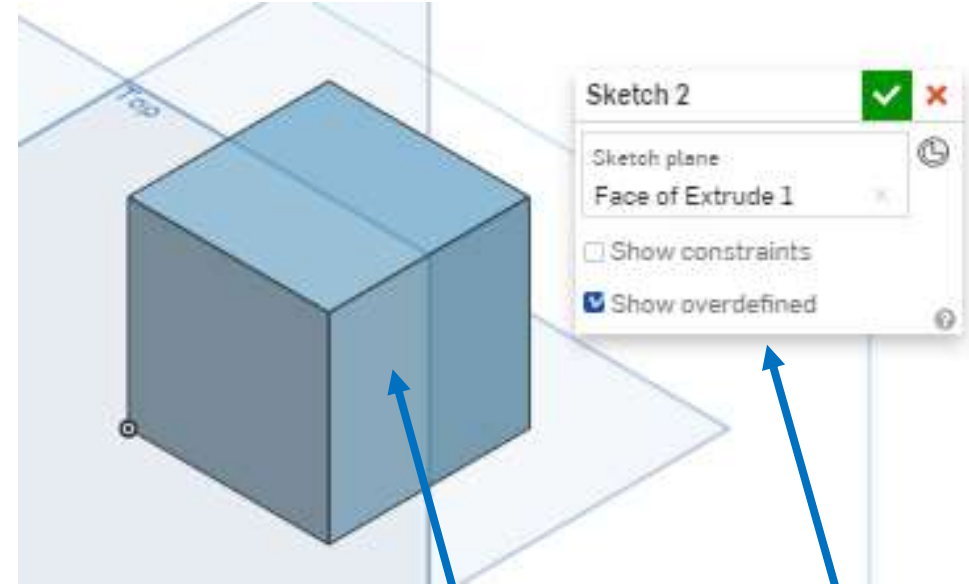 Top
Sketch 2
Sketch plane
Face of Extrude 1
Show constraints
Show overdefined